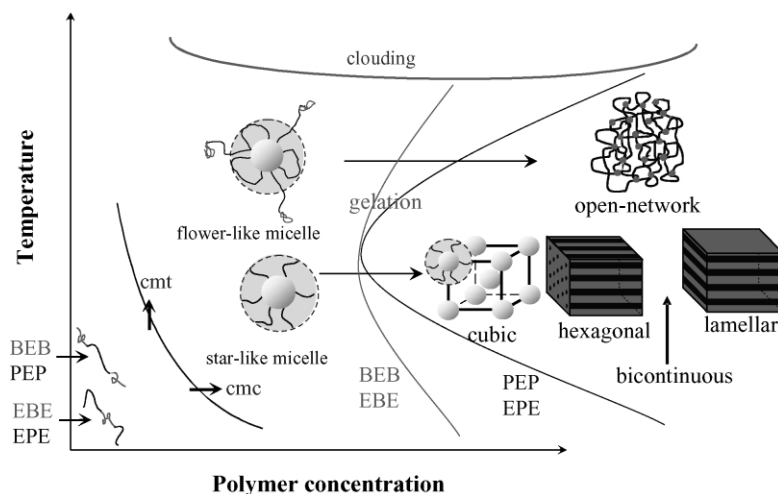 clouding
Temperature
gelation
flower-like micelle
open-network
cmt
star-like micelle
cubic
hexagonal
lamellar
bicontinuous
BEB
PEP
cmc
BEB
EBE
PEP
EPE
EBE
EPE
Polymer concentration